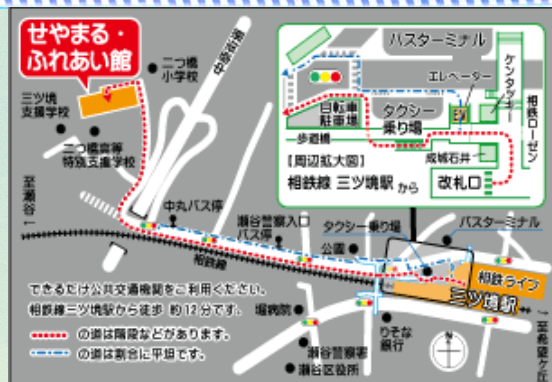 せやまる・
ふれあい館
二つ橋
小学校
三ツ境
支援学校
二つ橋高等
特別支援学校
至瀬谷
中丸バス停
瀬谷警察入口
バス停
公園
タクシー乗り場
バスターミナル
相鉄線
相鉄ライフ
三ツ境駅
至希望ケ丘
堀病院
りそな
銀行
瀬谷警察署
瀬谷区役所
N
できるだけ公共交通機関をご利用ください。
相鉄線三ツ境駅から徒歩 約12分です。
の道は階段などがあります。
の道は割合に平坦です。
バスターミナル
エレベーター
EV
ケンタッキー
相鉄ローゼン
自転車
駐車場
タクシー
乗り場
歩道橋
成城石井
【周辺拡大図】
相鉄線 三ツ境駅 から
改札口